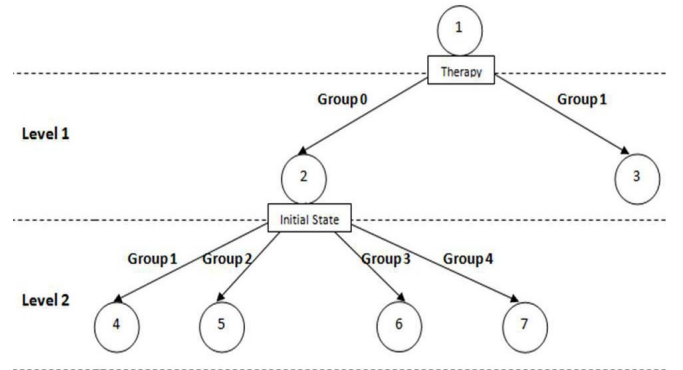 1
Therapy
Group 0
Group 1
Level 1
2
3
Initial State
Group 1
Group 2
Group 3
Group 4
Level 2
4
5
6
7